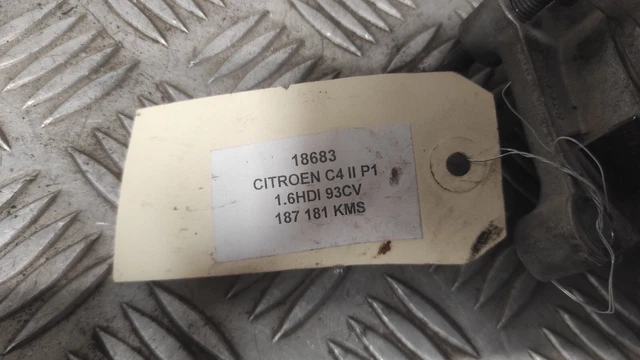 18683
CITROEN C4 II P1
1.6HDI 93CV
187 181 KMS